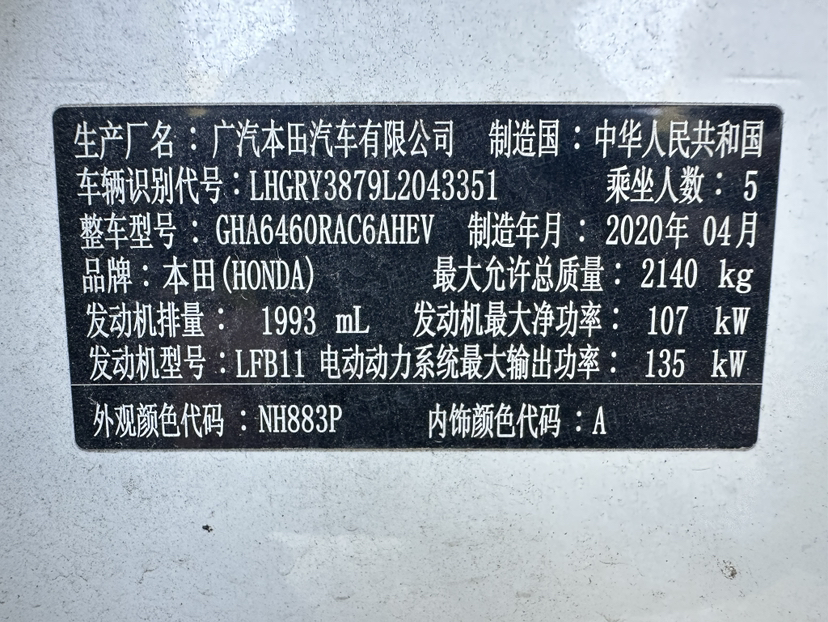 生产厂名：广汽本田汽车有限公司 制造国：中华人民共和国
车辆识别代号：LHGRY3879L2043351 乘坐人数：5
整车型号：GHA6460RAC6AHEV 制造年月：2020年 04月
品牌：本田(HONDA) 最大允许总质量：2140 kg
发动机排量：1993 mL 发动机最大净功率：107 kW
发动机型号：LFB11 电动动力系统最大输出功率：135 kW
外观颜色代码：NH883P 内饰颜色代码：A